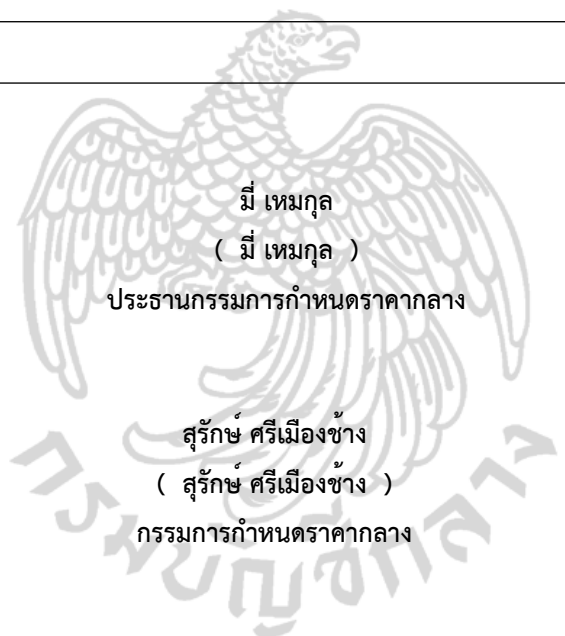 มี่ เหมกุล
( มี่ เหมกุล )
ประธานกรรมการกำหนดราคากลาง
สุรักษ์ ศรีเมืองช้าง
( สุรักษ์ ศรีเมืองช้าง )
กรรมการกำหนดราคากลาง
กรมบัญชีกลาง